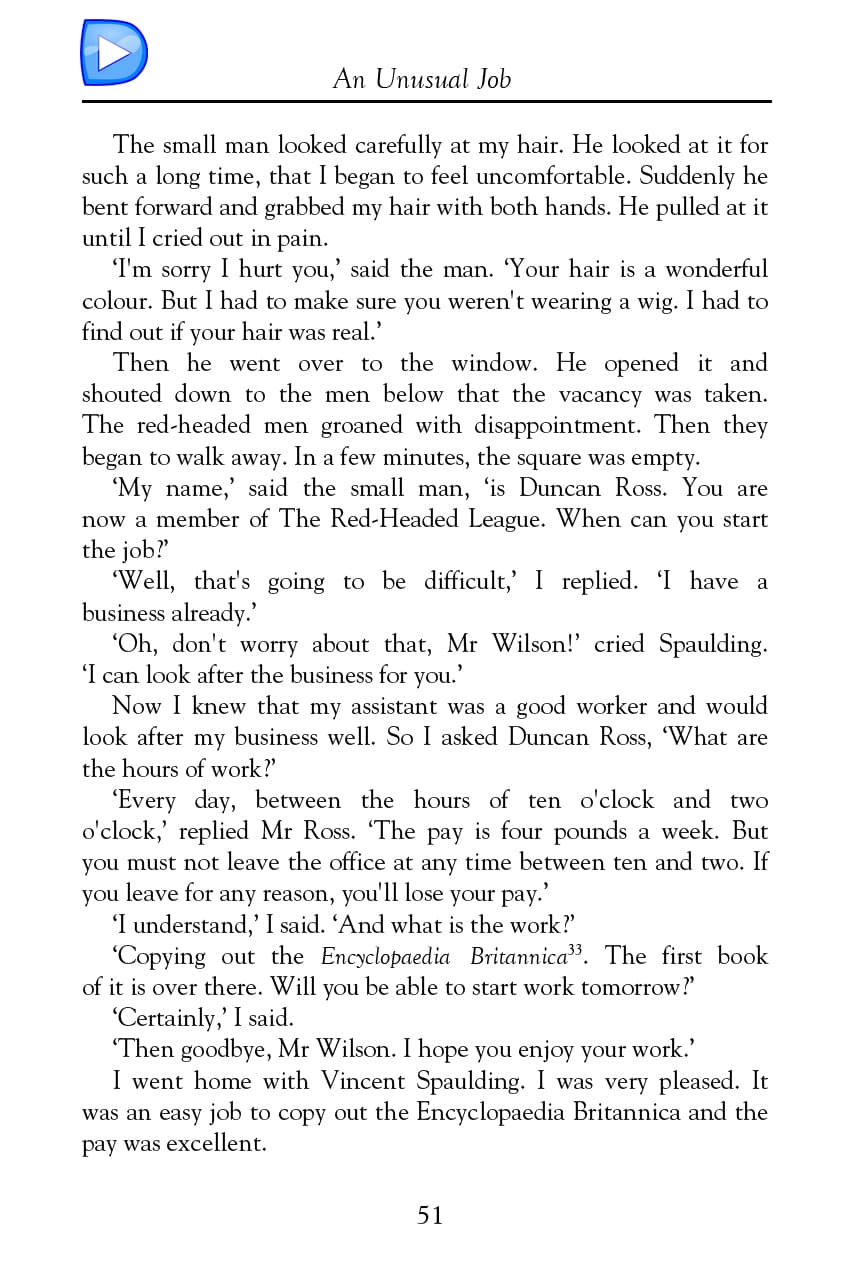 An Unusual Job
The small man looked carefully at my hair. He looked at it for
such a long time, that I began to feel uncomfortable. Suddenly he
bent forward and grabbed my hair with both hands. He pulled at it
until I cried out in pain.
‘I'm sorry I hurt you,’ said the man. ‘Your hair is a wonderful
colour. But I had to make sure you weren't wearing a wig. I had to
find out if your hair was real.’
Then he went over to the window. He opened it and
shouted down to the men below that the vacancy was taken.
The red-headed men groaned with disappointment. Then they
began to walk away. In a few minutes, the square was empty.
‘My name,’ said the small man, ‘is Duncan Ross. You are
now a member of The Red-Headed League. When can you start
the job?’
‘Well, that's going to be difficult,’ I replied. ‘I have a
business already.’
‘Oh, don't worry about that, Mr Wilson!’ cried Spaulding.
‘I can look after the business for you.’
Now I knew that my assistant was a good worker and would
look after my business well. So I asked Duncan Ross, ‘What are
the hours of work?’
‘Every day, between the hours of ten o'clock and two
o'clock,’ replied Mr Ross. ‘The pay is four pounds a week. But
you must not leave the office at any time between ten and two. If
you leave for any reason, you'll lose your pay.’
‘I understand,’ I said. ‘And what is the work?’
‘Copying out the Encyclopaedia Britannica³³. The first book
of it is over there. Will you be able to start work tomorrow?’
‘Certainly,’ I said.
‘Then goodbye, Mr Wilson. I hope you enjoy your work.’
I went home with Vincent Spaulding. I was very pleased. It
was an easy job to copy out the Encyclopaedia Britannica and the
pay was excellent.
51